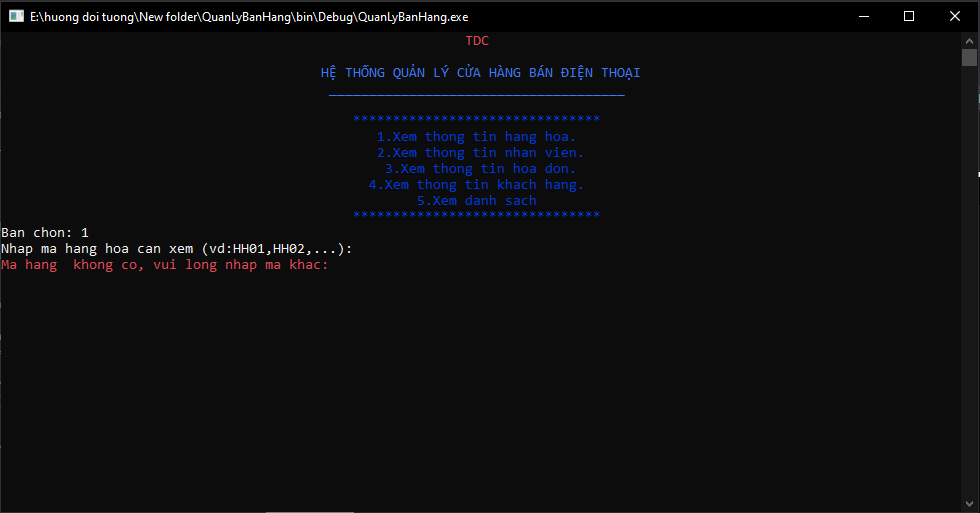 E:\huong doi tuong\New folder\QuanLyBanHang\bin\Debug\QuanLyBanHang.exe
TDC
HỆ THỐNG QUẢN LÝ CỬA HÀNG BÁN ĐIỆN THOẠI
_____________________________________
*******************************
1.Xem thong tin hang hoa.
2.Xem thong tin nhan vien.
3.Xem thong tin hoa don.
4.Xem thong tin khach hang.
5.Xem danh sach
*******************************
Ban chon: 1
Nhap ma hang hoa can xem (vd:HH01,HH02,...):
Ma hang  khong co, vui long nhap ma khac: